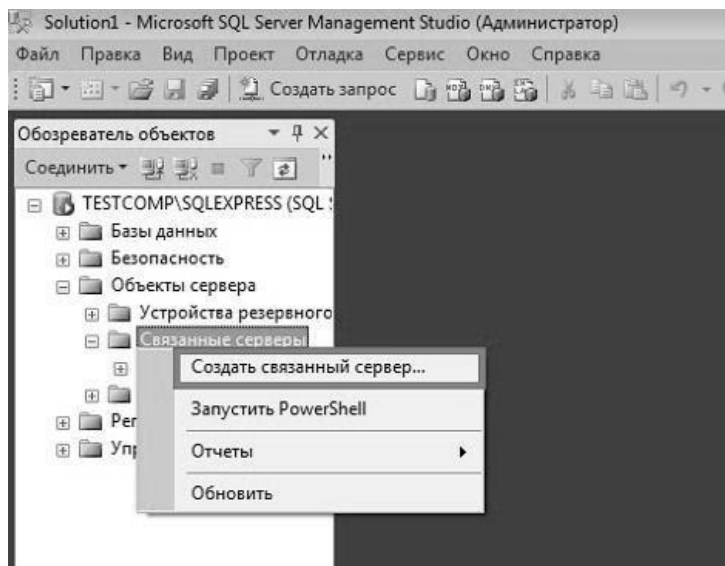 Solution1 - Microsoft SQL Server Management Studio (Администратор)
Файл Правка Вид Проект Отладка Сервис Окно Справка
Создать запрос
Обозреватель объектов
Соединить
TESTCOMP\SQLEXPRESS (SQL
Базы данных
Безопасность
Объекты сервера
Устройства резервного
Связанные серверы
Создать связанный сервер...
Запустить PowerShell
Отчеты
Обновить